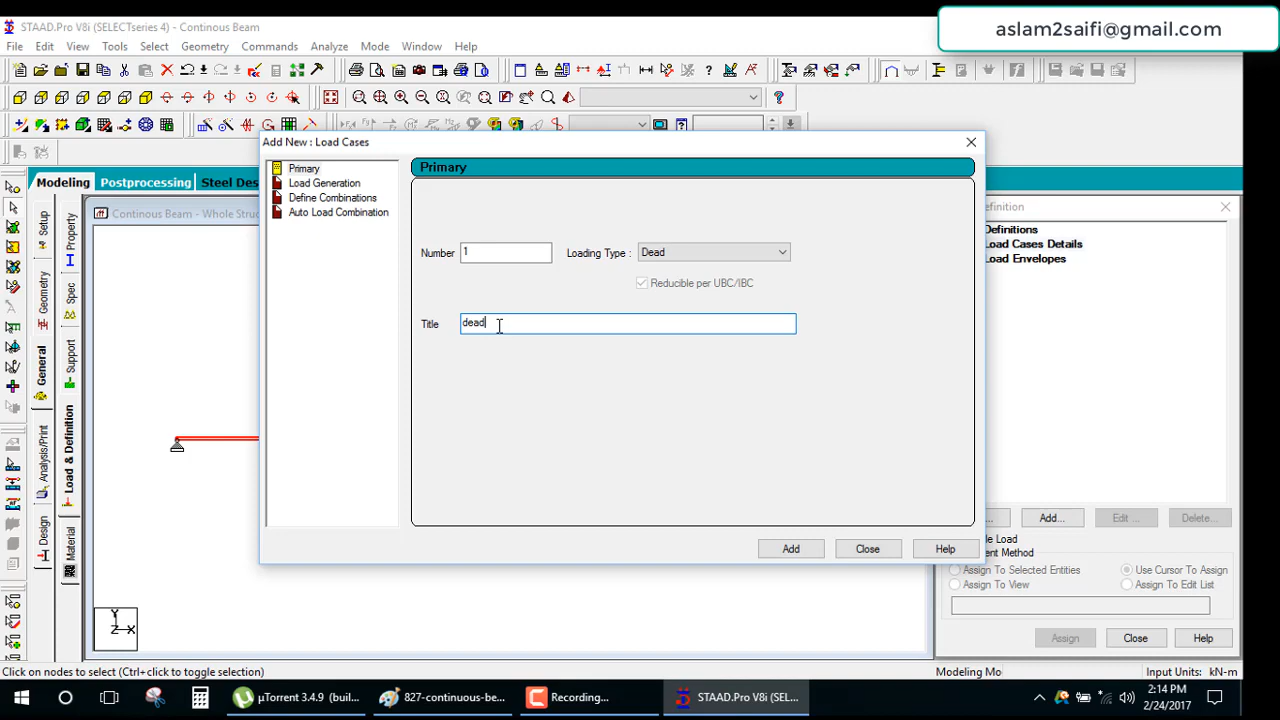 STAAD.Pro V8i (SELECTseries 4) - Continous Beam
aslam2saifi@gmail.com
File Edit View Tools Select Geometry Commands Analyze Mode Window Help
Add New : Load Cases
Primary
Load Generation
Define Combinations
Auto Load Combination
Primary
Number 1 Loading Type : Dead
Reducible per UBC/IBC
Title dead
Add Close Help
Modeling Postprocessing Steel Des
Continous Beam - Whole Stru
Setup
Geometry
General
Analysis/Print
Design
Property
Spec
Support
Load & Definition
Material
efinition
Definitions
Load Cases Details
Load Envelopes
... Add... Edit ... Delete...
le Load
ent Method
Assign To Selected Entities Use Cursor To Assign
Assign To View Assign To Edit List
Assign Close Help
Y
Z X
Click on nodes to select (Ctrl+click to toggle selection) Modeling Mo Input Units: kN-m
µTorrent 3.4.9 (buil... 827-continuous-be... Recording... STAAD.Pro V8i (SEL...
2:14 PM
2/24/2017